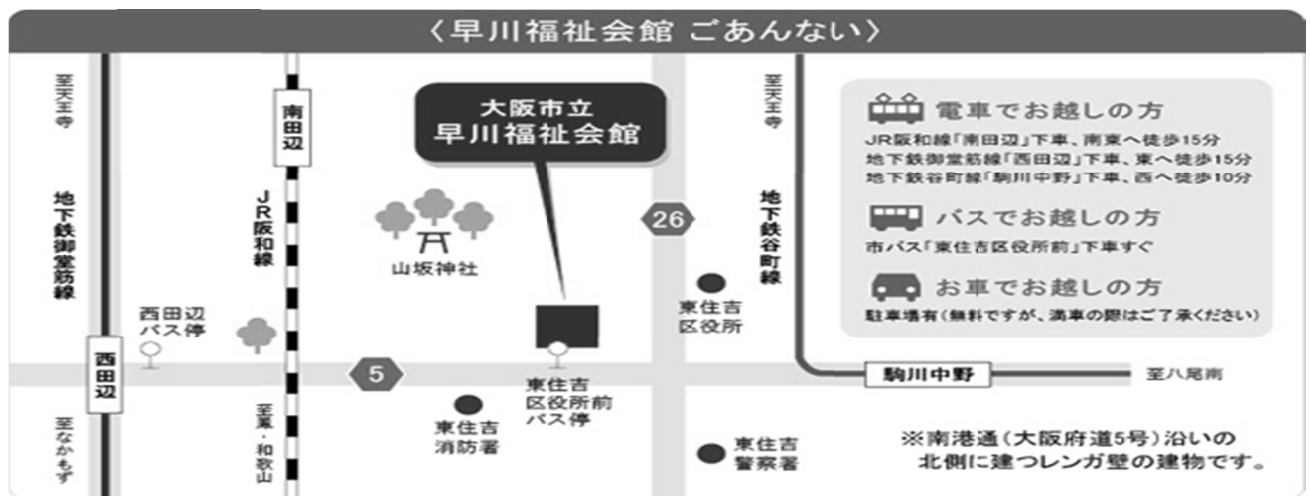 〈早川福祉会館 ごあんない〉
至天王寺
地下鉄御堂筋線
西田辺
至なかもず
西田辺
バス停
南田辺
JR阪和線
至鳳・和歌山
5
大阪市立
早川福祉会館
山坂神社
東住吉
消防署
東住吉
区役所前
バス停
26
東住吉
区役所
東住吉
警察署
至天王寺
地下鉄谷町線
駒川中野
至八尾南
電車でお越しの方
JR阪和線「南田辺」下車、南東へ徒歩15分
地下鉄御堂筋線「西田辺」下車、東へ徒歩15分
地下鉄谷町線「駒川中野」下車、西へ徒歩10分
バスでお越しの方
市バス「東住吉区役所前」下車すぐ
お車でお越しの方
駐車場有(無料ですが、満車の際はご了承ください)
※南港通(大阪府道5号)沿いの
北側に建つレンガ壁の建物です。